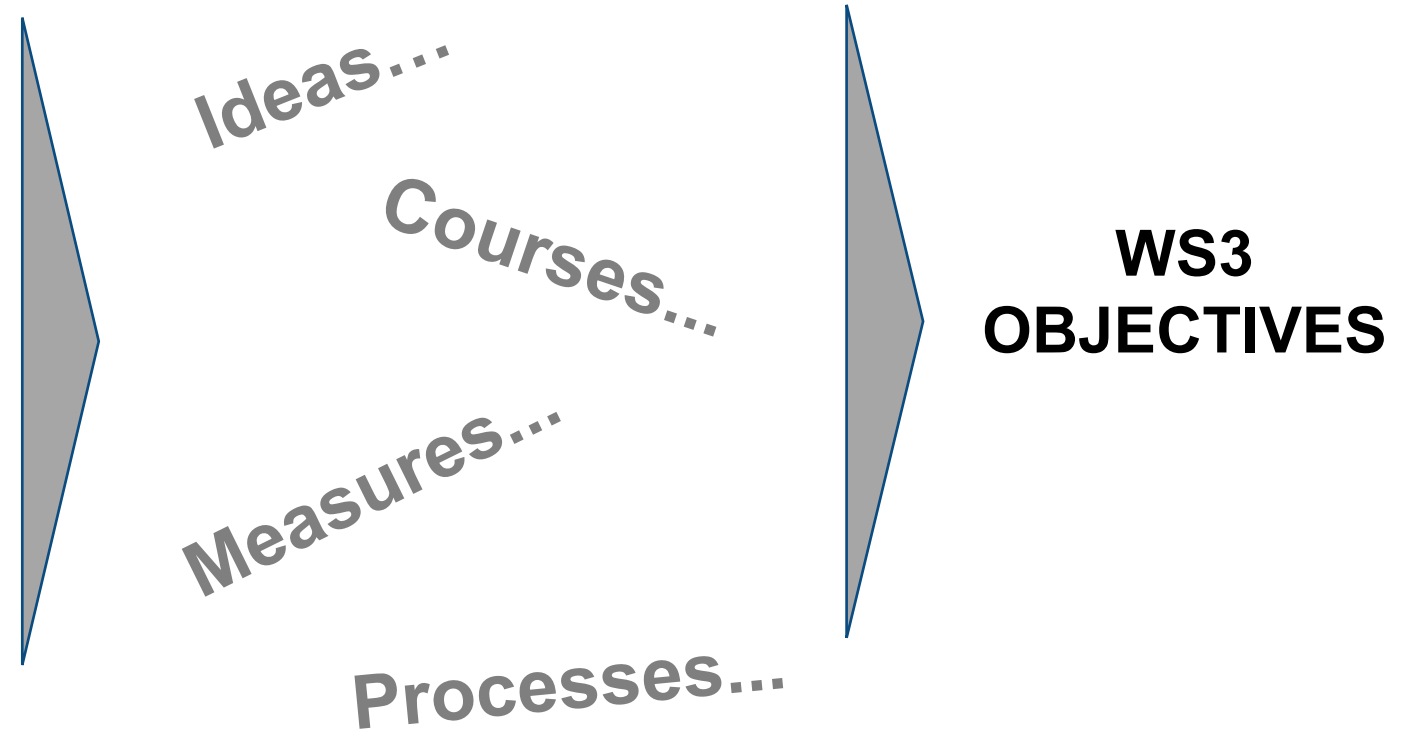 Ideas…
Courses...
WS3
OBJECTIVES
Measures...
Processes...